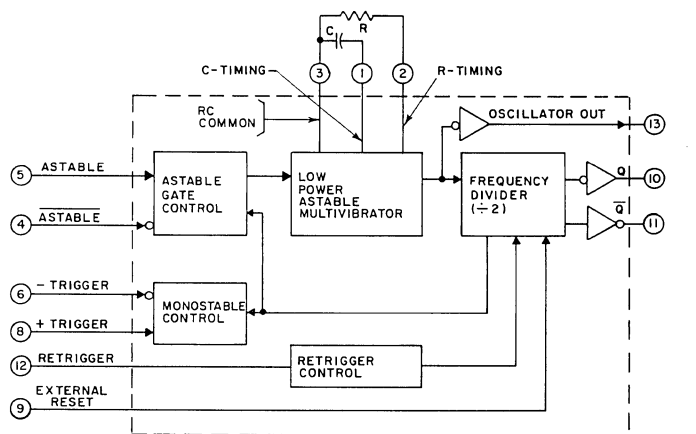 R
C
3
1
2
C-TIMING
R-TIMING
RC
COMMON
OSCILLATOR OUT
13
5
ASTABLE
ASTABLE
GATE
CONTROL
LOW
POWER
ASTABLE
MULTIVIBRATOR
FREQUENCY
DIVIDER
(÷2)
Q
10
4
A̅S̅T̅A̅B̅L̅E̅
Q̅
11
6
- TRIGGER
MONOSTABLE
CONTROL
8
+ TRIGGER
12
RETRIGGER
RETRIGGER
CONTROL
9
EXTERNAL
RESET